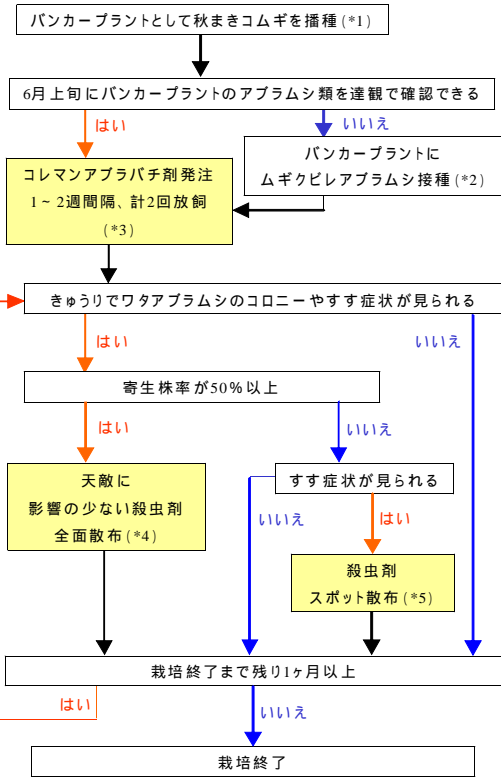 バンカープラントとして秋まきコムギを播種(*1)
6月上旬にバンカープラントのアブラムシ類を達観で確認できる
はい
いいえ
コレマンアブラバチ剤発注
1～2週間隔、計2回放飼
(*3)
バンカープラントに
ムギクビレアブラムシ接種(*2)
きゅうりでワタアブラムシのコロニーやすす症状が見られる
はい
いいえ
寄生株率が50%以上
はい
いいえ
天敵に
影響の少ない殺虫剤
全面散布(*4)
すす症状が見られる
いいえ
はい
殺虫剤
スポット散布(*5)
栽培終了まで残り1ヶ月以上
はい
いいえ
栽培終了